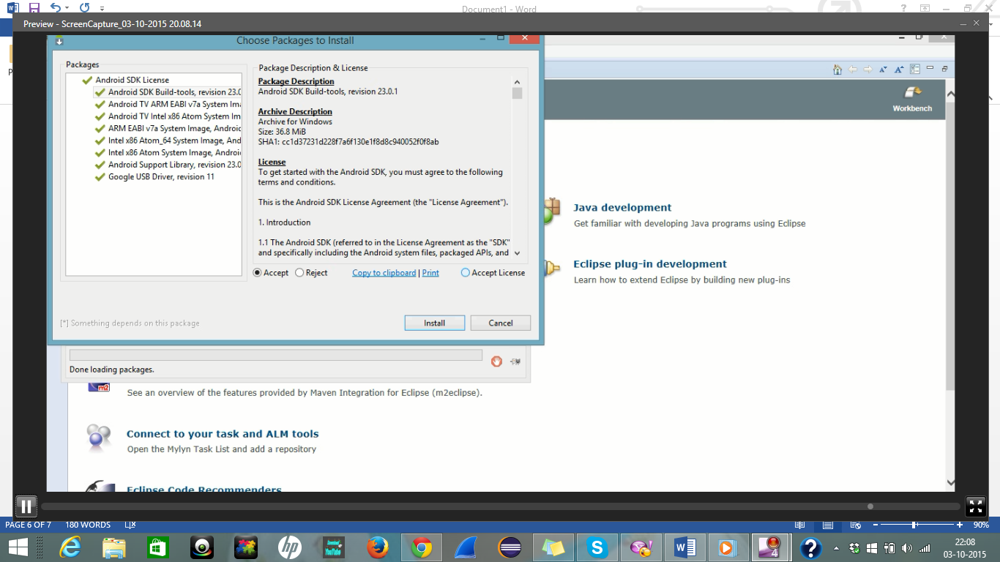 Document1 - Word
Preview - ScreenCapture_03-10-2015 20.08.14
Choose Packages to Install
Packages
Android SDK License
Android SDK Build-tools, revision 23.0
Android TV ARM EABI v7a System Ima
Android TV Intel x86 Atom System Im
ARM EABI v7a System Image, Android
Intel x86 Atom_64 System Image, And
Intel x86 Atom System Image, Androi
Android Support Library, revision 23.0
Google USB Driver, revision 11
Package Description & License
Package Description
Android SDK Build-tools, revision 23.0.1
Archive Description
Archive for Windows
Size: 36.8 MiB
SHA1: cc1d37231d228f7a6f130e1f8d8c940052f0f8ab
License
To get started with the Android SDK, you must agree to the following
terms and conditions.
This is the Android SDK License Agreement (the "License Agreement").
1. Introduction
1.1 The Android SDK (referred to in the License Agreement as the "SDK"
and specifically including the Android system files, packaged APIs, and
Accept Reject Copy to clipboard | Print Accept License
[*] Something depends on this package
Install Cancel
Done loading packages.
Workbench
Java development
Get familiar with developing Java programs using Eclipse
Eclipse plug-in development
Learn how to extend Eclipse by building new plug-ins
m2
See an overview of the features provided by Maven Integration for Eclipse (m2eclipse).
Connect to your task and ALM tools
Open the Mylyn Task List and add a repository
Eclipse Code Recommenders
PAGE 6 OF 7 180 WORDS 90%
22:08
03-10-2015